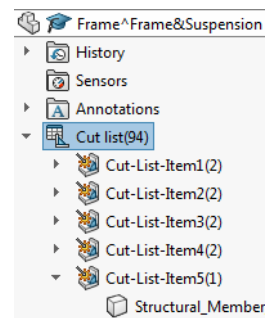 Frame^Frame&Suspension
History
Sensors
Annotations
Cut list(94)
Cut-List-Item1(2)
Cut-List-Item2(2)
Cut-List-Item3(2)
Cut-List-Item4(2)
Cut-List-Item5(1)
Structural_Member